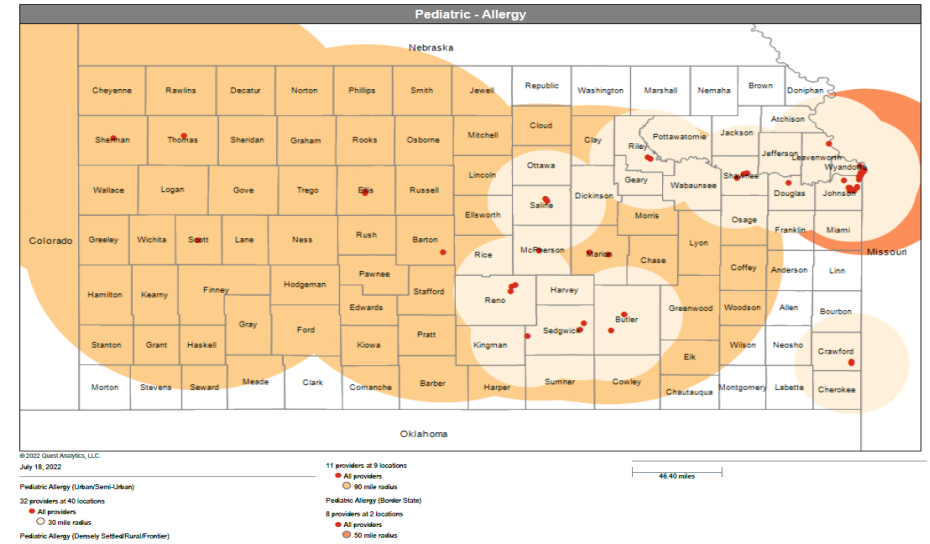 Pediatric - Allergy
Nebraska
Cheyenne Rawlins Decatur Norton Phillips Smith Jewell Republic Washington Marshall Nemaha Brown Doniphan
Atchison
Sherman Thomas Sheridan Graham Rooks Osborne Mitchell Cloud Clay Riley Pottawatomie Jackson
Jefferson Leavenworth
Wyandotte
Wallace Logan Gove Trego Ellis Russell Lincoln Ottawa Geary Wabaunsee Shawnee
Saline Dickinson Douglas Johnson
Ellsworth Morris Osage
Colorado Greeley Wichita Scott Lane Ness Rush Barton Franklin Miami
Rice McPherson Marion Chase Lyon Missouri
Hamilton Kearny Finney Hodgeman Pawnee Stafford Coffey Anderson Linn
Reno Harvey
Edwards Greenwood Woodson Allen Bourbon
Gray Ford Sedgwick Butler
Stanton Grant Haskell Kiowa Pratt Kingman Elk Wilson Neosho Crawford
Morton Stevens Seward Meade Clark Comanche Barber Harper Sumner Cowley Chautauqua Montgomery Labette Cherokee
Oklahoma
© 2022 Quest Analytics, LLC.
July 18, 2022
Pediatric Allergy (Urban/Semi-Urban)
32 providers at 40 locations
All providers
30 mile radius
Pediatric Allergy (Densely Settled/Rural/Frontier)
11 providers at 9 locations
All providers
90 mile radius
Pediatric Allergy (Border State)
8 providers at 2 locations
All providers
50 mile radius
46.40 miles